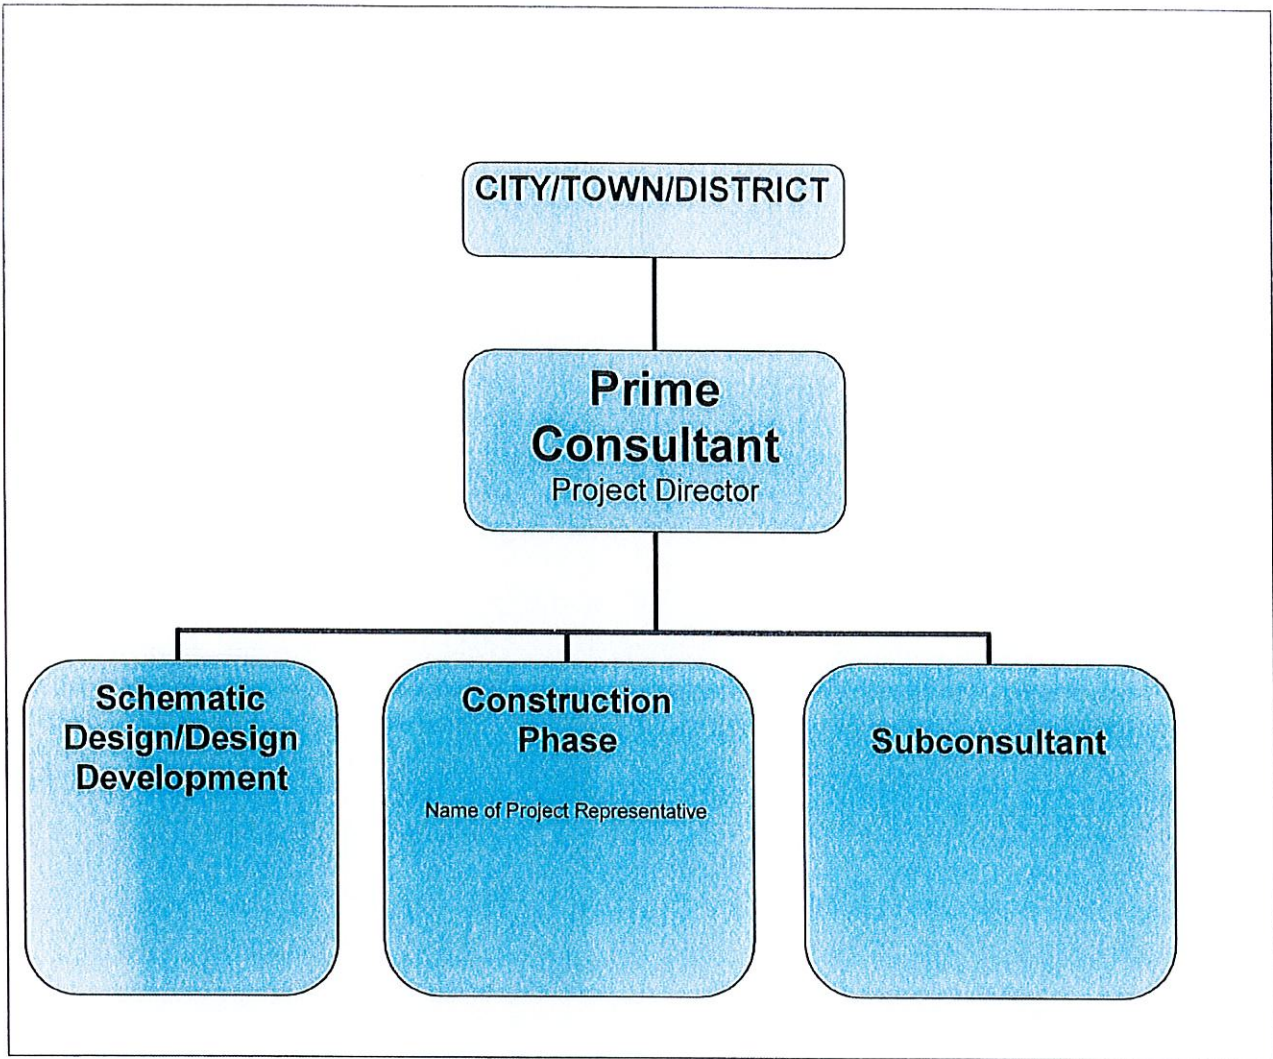 CITY/TOWN/DISTRICT
Prime
Consultant
Project Director
Schematic
Design/Design
Development
Construction
Phase
Name of Project Representative
Subconsultant